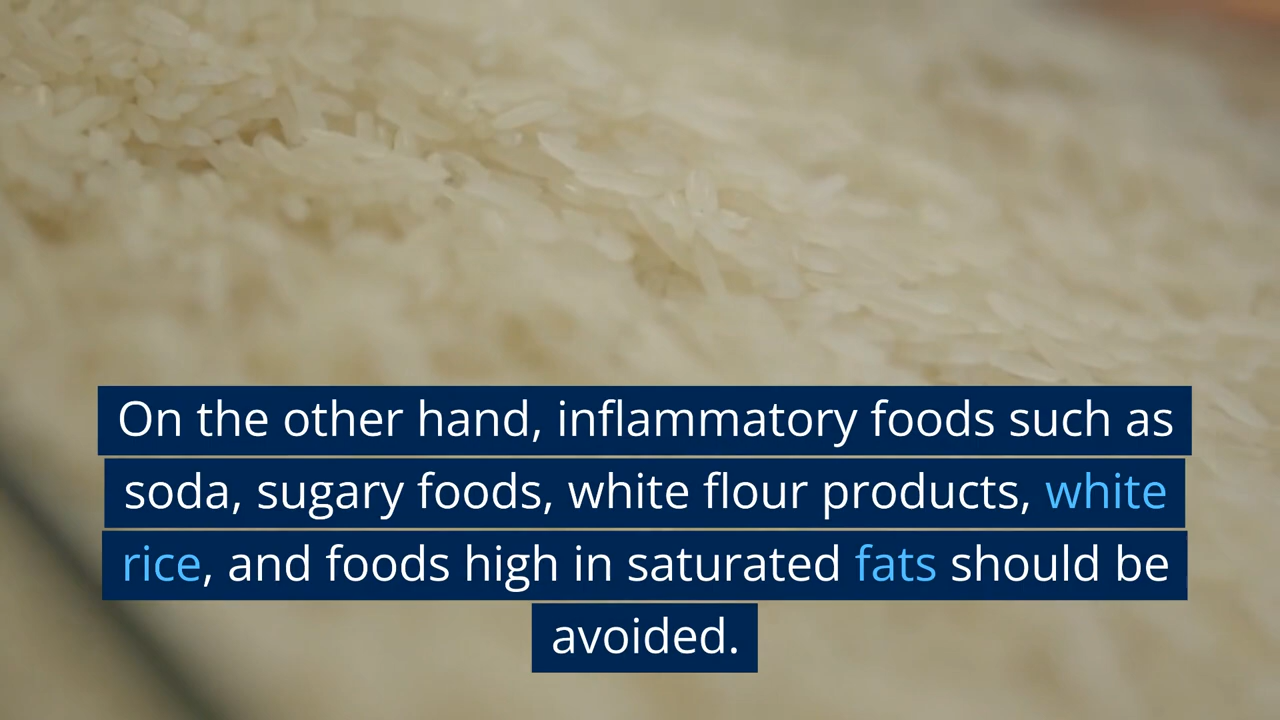 On the other hand, inflammatory foods such as
soda, sugary foods, white flour products, white
rice, and foods high in saturated fats should be
avoided.